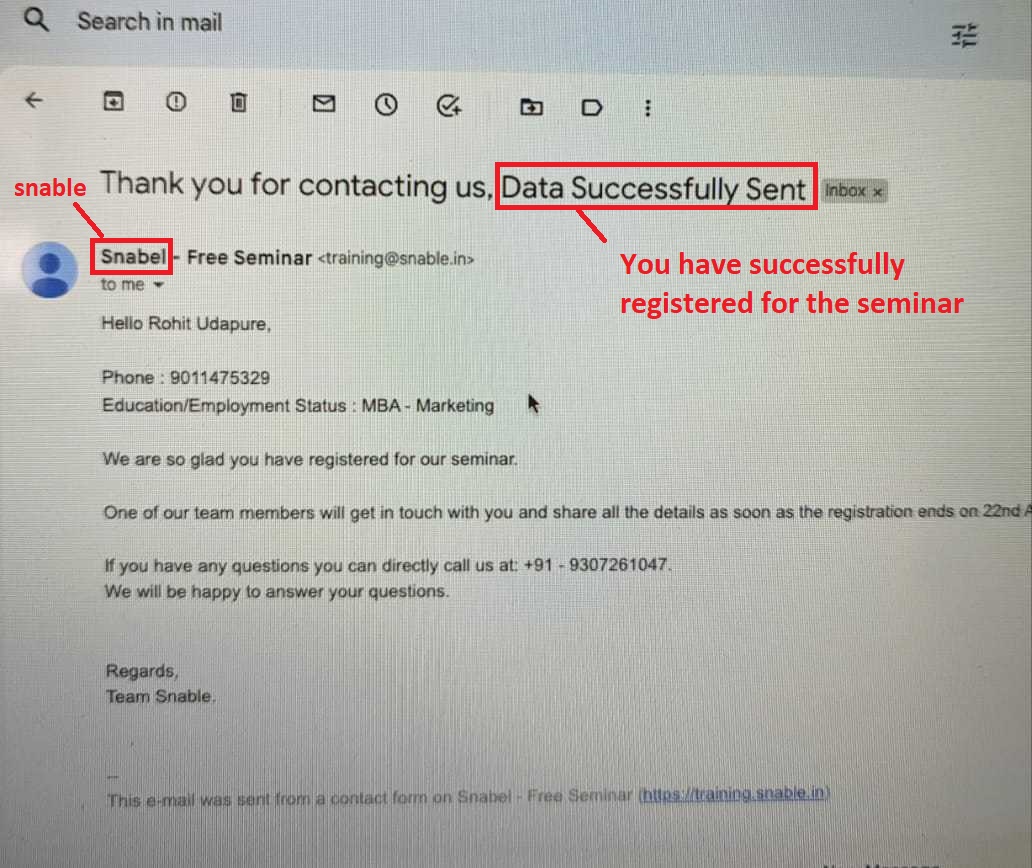 Search in mail
Thank you for contacting us, Data Successfully Sent Inbox ×
snable
Snabel - Free Seminar <training@snable.in>
to me
You have successfully
registered for the seminar
Hello Rohit Udapure,
Phone : 9011475329
Education/Employment Status : MBA - Marketing
We are so glad you have registered for our seminar.
One of our team members will get in touch with you and share all the details as soon as the registration ends on 22nd
If you have any questions you can directly call us at: +91 - 9307261047.
We will be happy to answer your questions.
Regards,
Team Snable.
--
This e-mail was sent from a contact form on Snabel - Free Seminar (https://training.snable.in)